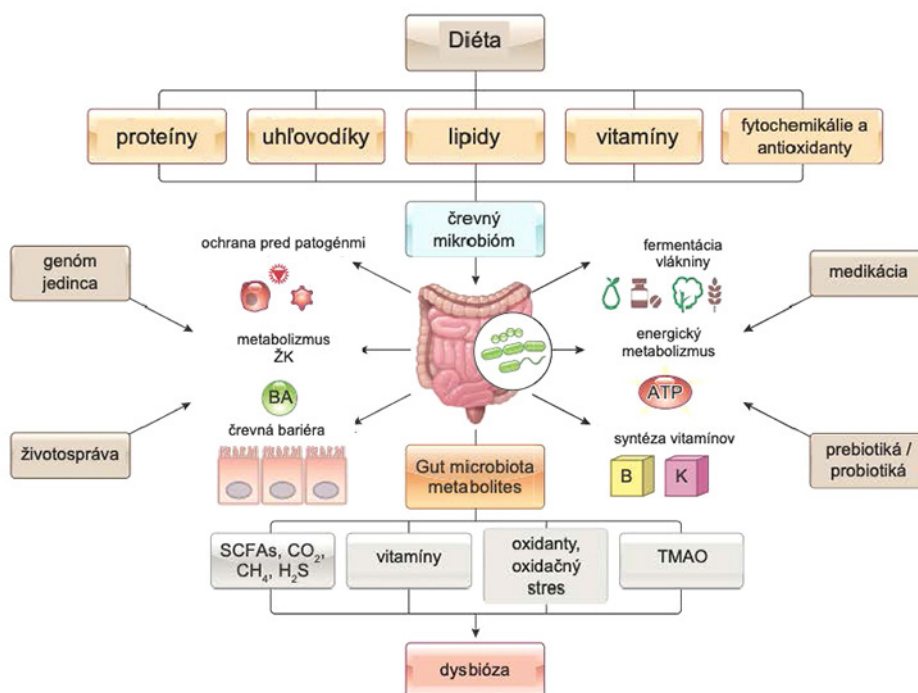 Diéta
proteíny
uhľovodíky
lipidy
vitamíny
fytochemikálie a
antioxidanty
črevný
mikrobióm
ochrana pred patogénmi
fermentácia
vlákniny
genóm
jedinca
medikácia
metabolizmus
ŽK
energický
metabolizmus
BA
ATP
črevná bariéra
syntéza vitamínov
B
K
životospráva
prebiotiká /
probiotiká
Gut microbiota
metabolites
SCFAs, CO₂,
CH₄, H₂S
vitamíny
oxidanty,
oxidačný
stres
TMAO
dysbióza